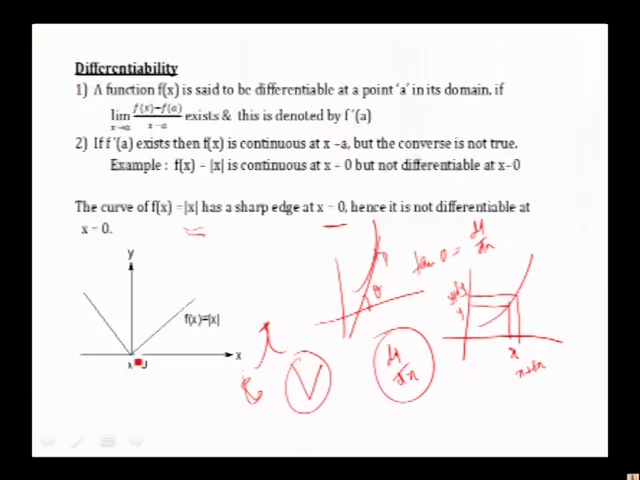 Differentiability
1) A function f(x) is said to be differentiable at a point 'a' in its domain, if
lim x→a f(x)-f(a) / x-a exists & this is denoted by f'(a)
2) If f'(a) exists then f(x) is continuous at x =a, but the converse is not true.
Example : f(x) = |x| is continuous at x = 0 but not differentiable at x=0
The curve of f(x) =|x| has a sharp edge at x = 0, hence it is not differentiable at
x = 0.
y
f(x)=|x|
x
θ
tan θ = dy/dx
dy/dx
y+dy
y
x
x+dx